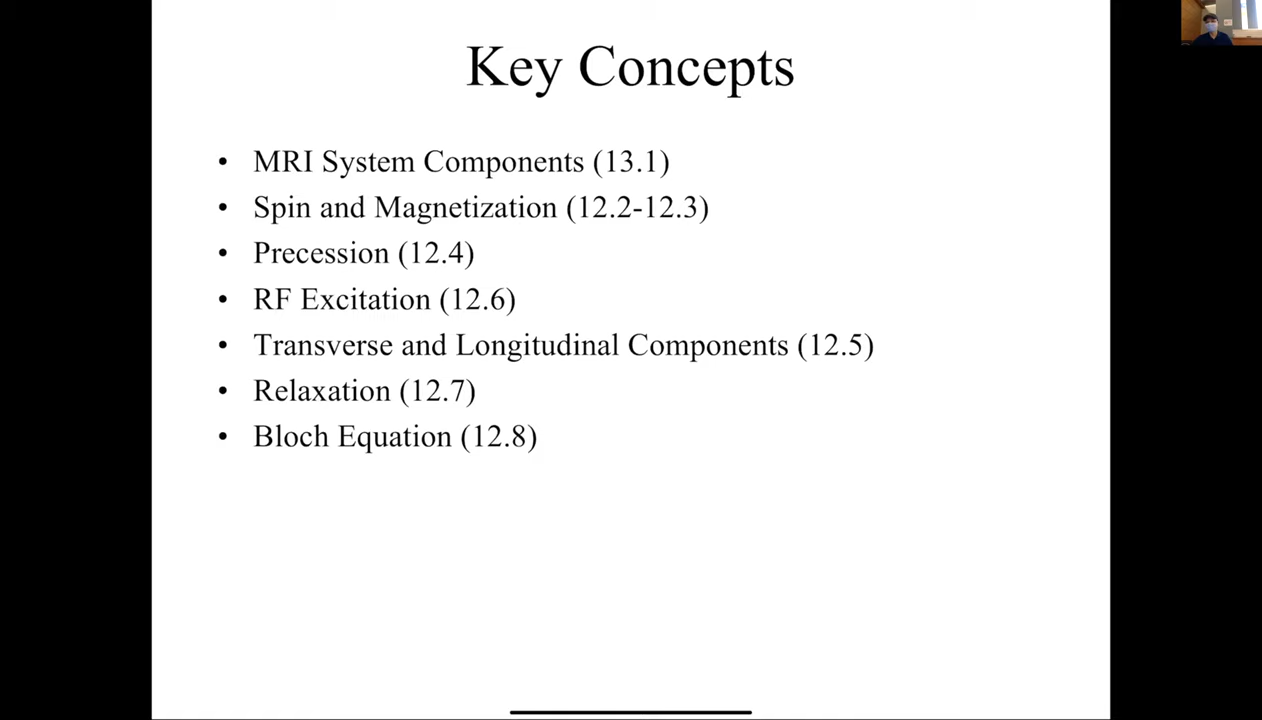 Key Concepts
• MRI System Components (13.1)
• Spin and Magnetization (12.2-12.3)
• Precession (12.4)
• RF Excitation (12.6)
• Transverse and Longitudinal Components (12.5)
• Relaxation (12.7)
• Bloch Equation (12.8)